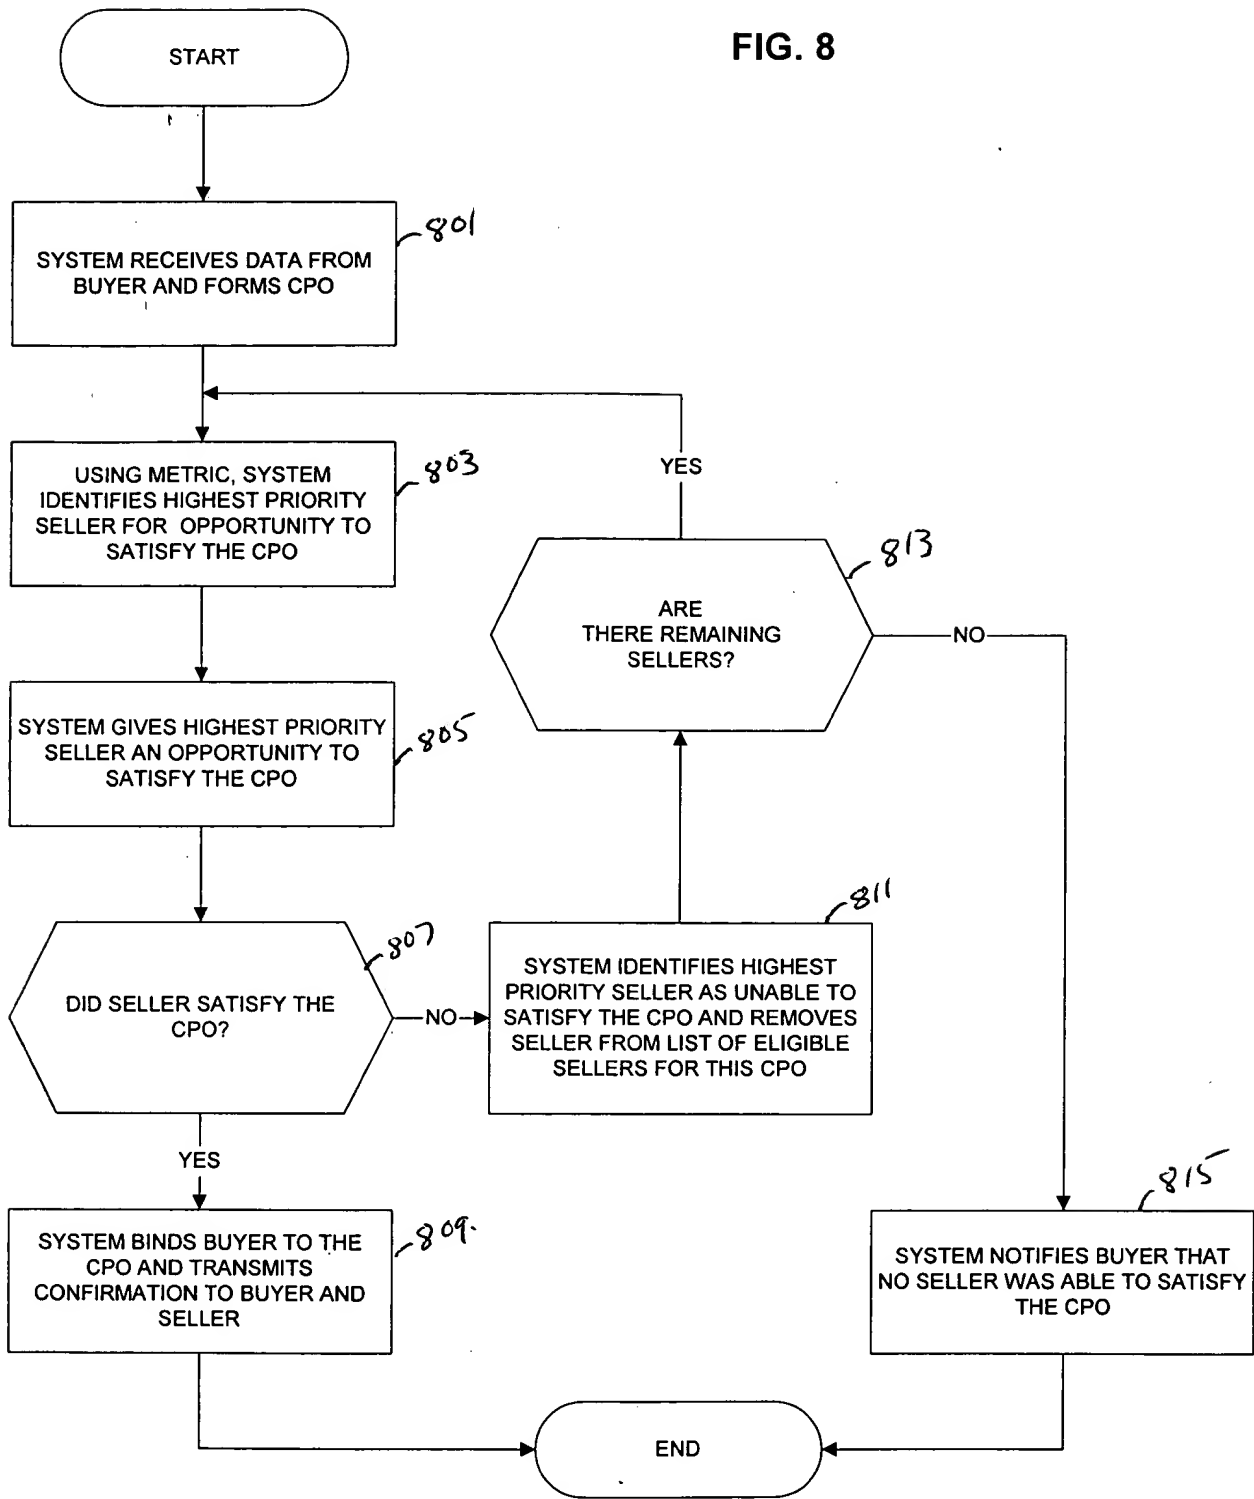 FIG. 8
START
801
SYSTEM RECEIVES DATA FROM
BUYER AND FORMS CPO
803
USING METRIC, SYSTEM
IDENTIFIES HIGHEST PRIORITY
SELLER FOR OPPORTUNITY TO
SATISFY THE CPO
YES
813
ARE
THERE REMAINING
SELLERS?
NO
805
SYSTEM GIVES HIGHEST PRIORITY
SELLER AN OPPORTUNITY TO
SATISFY THE CPO
807
DID SELLER SATISFY THE
CPO?
NO
811
SYSTEM IDENTIFIES HIGHEST
PRIORITY SELLER AS UNABLE TO
SATISFY THE CPO AND REMOVES
SELLER FROM LIST OF ELIGIBLE
SELLERS FOR THIS CPO
YES
809.
SYSTEM BINDS BUYER TO THE
CPO AND TRANSMITS
CONFIRMATION TO BUYER AND
SELLER
815
SYSTEM NOTIFIES BUYER THAT
NO SELLER WAS ABLE TO SATISFY
THE CPO
END